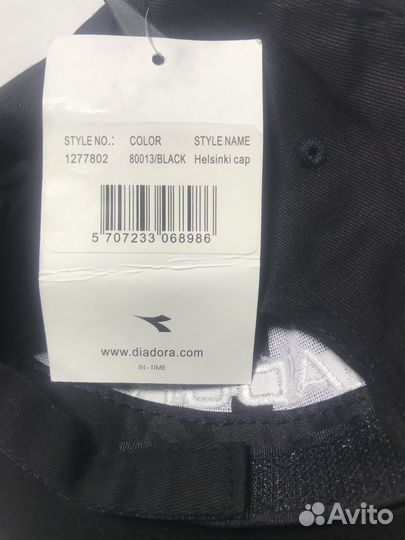 STYLE NO.: COLOR STYLE NAME
1277802 80013/BLACK Helsinki cap
5 707233 068986
www.diadora.com
IN-TIME
Avito